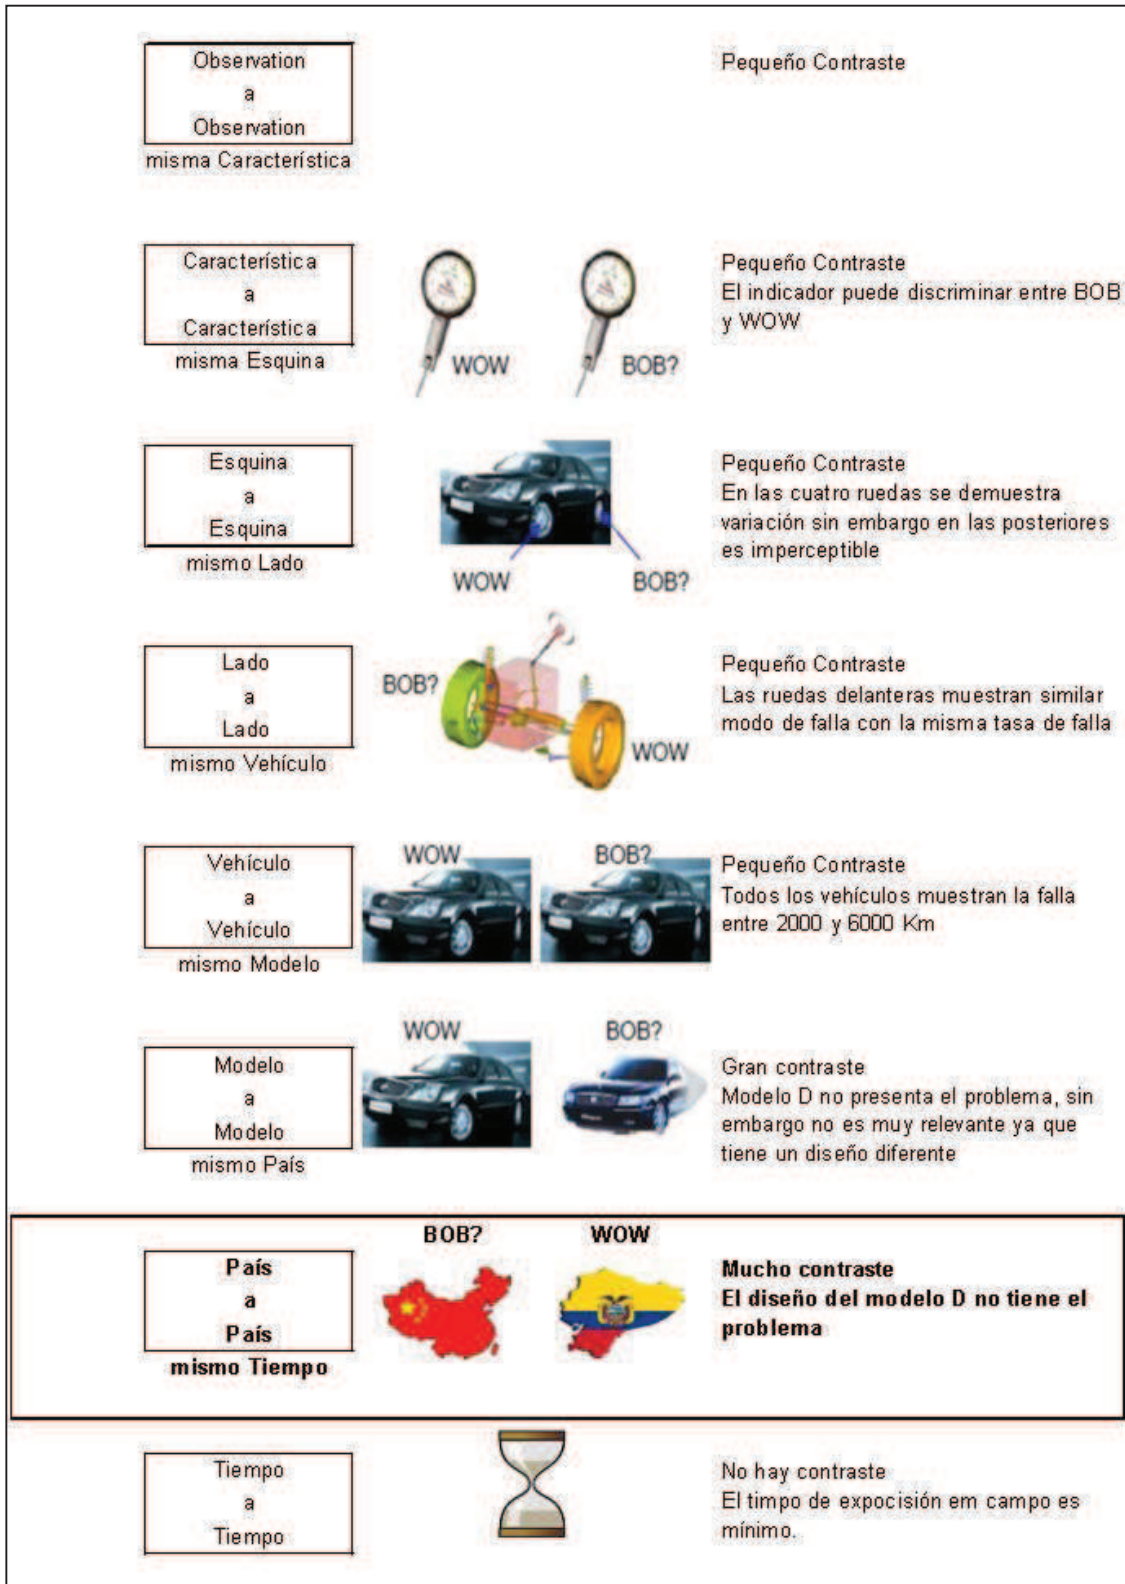 Observation
a
Observation
misma Característica
Pequeño Contraste
Característica
a
Característica
misma Esquina
WOW
BOB?
Pequeño Contraste
El indicador puede discriminar entre BOB
y WOW
Esquina
a
Esquina
mismo Lado
WOW
BOB?
Pequeño Contraste
En las cuatro ruedas se demuestra
variación sin embargo en las posteriores
es imperceptible
Lado
a
Lado
mismo Vehículo
BOB?
WOW
Pequeño Contraste
Las ruedas delanteras muestran similar
modo de falla con la misma tasa de falla
Vehículo
a
Vehículo
mismo Modelo
WOW
BOB?
Pequeño Contraste
Todos los vehículos muestran la falla
entre 2000 y 6000 Km
Modelo
a
Modelo
mismo País
WOW
BOB?
Gran contraste
Modelo D no presenta el problema, sin
embargo no es muy relevante ya que
tiene un diseño diferente
País
a
País
mismo Tiempo
BOB?
WOW
Mucho contraste
El diseño del modelo D no tiene el
problema
Tiempo
a
Tiempo
No hay contraste
El timpo de expocisión em campo es
mínimo.